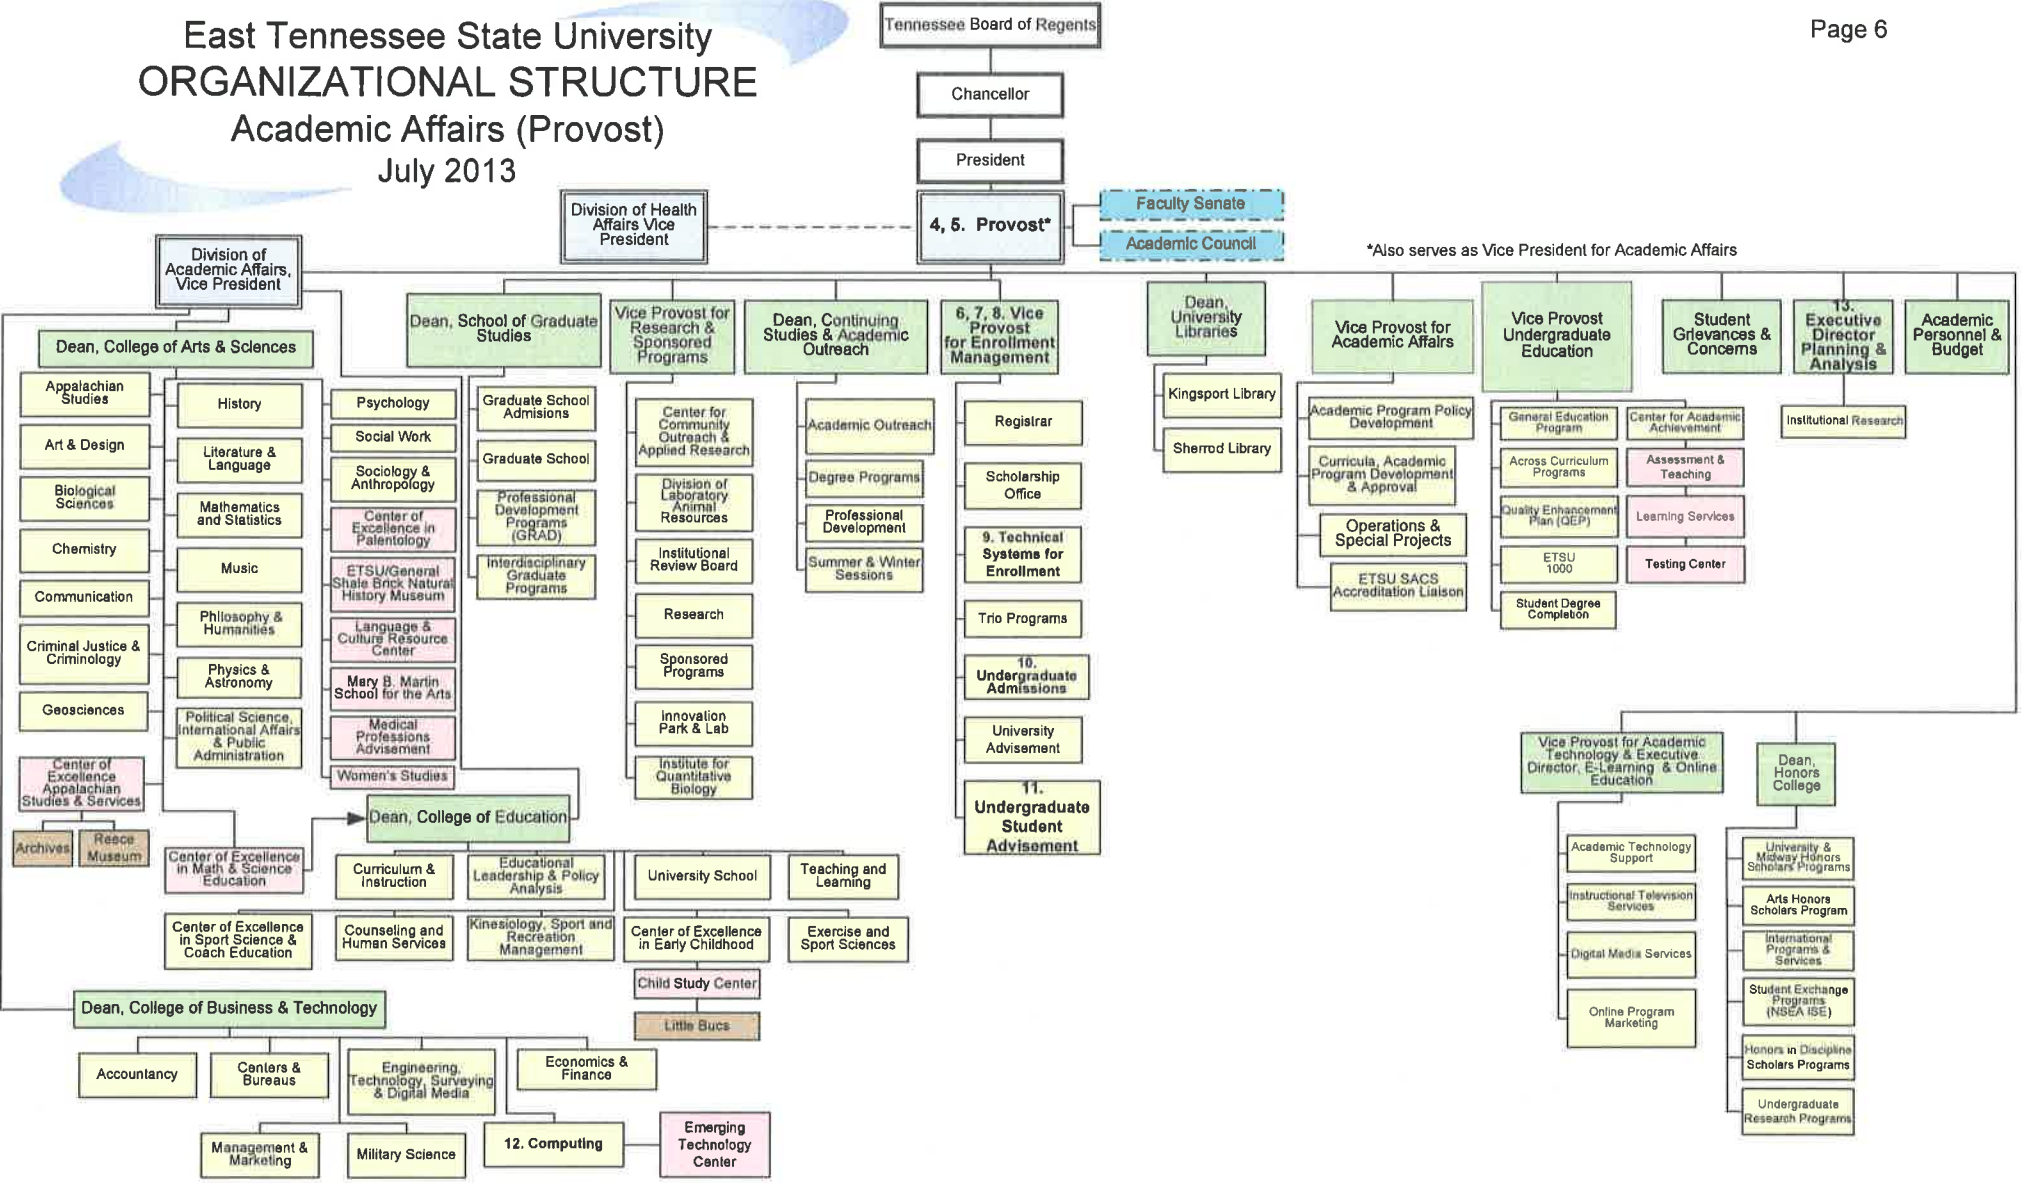 East Tennessee State University
ORGANIZATIONAL STRUCTURE
Academic Affairs (Provost)
July 2013
Page 6
Tennessee Board of Regents
Chancellor
President
Division of Health
Affairs Vice
President
4, 5. Provost*
Faculty Senate
Academic Council
*Also serves as Vice President for Academic Affairs
Division of
Academic Affairs,
Vice President
Dean, College of Arts & Sciences
Appalachian
Studies
Art & Design
Biological
Sciences
Chemistry
Communication
Criminal Justice &
Criminology
Geosciences
Center of
Excellence
Appalachian
Studies & Services
Archives
Reece
Museum
History
Literature &
Language
Mathematics
and Statistics
Music
Philosophy &
Humanities
Physics &
Astronomy
Political Science,
International Affairs
& Public
Administration
Center of Excellence
in Math & Science
Education
Psychology
Social Work
Sociology &
Anthropology
Center of
Excellence in
Palentology
ETSU/General
Shale Brick Natural
History Museum
Language &
Culture Resource
Center
Mary B. Martin
School for the Arts
Medical
Professions
Advisement
Women's Studies
Dean, School of Graduate
Studies
Graduate School
Admisions
Graduate School
Professional
Development
Programs
(GRAD)
Interdisciplinary
Graduate
Programs
Vice Provost for
Research &
Sponsored
Programs
Center for
Community
Outreach &
Applied Research
Division of
Laboratory
Animal
Resources
Institutional
Review Board
Research
Sponsored
Programs
Innovation
Park & Lab
Institute for
Quantitative
Biology
Dean, Continuing
Studies & Academic
Outreach
Academic Outreach
Degree Programs
Professional
Development
Summer & Winter
Sessions
6, 7, 8. Vice
Provost
for Enrollment
Management
Registrar
Scholarship
Office
9. Technical
Systems for
Enrollment
Trio Programs
10.
Undergraduate
Admissions
University
Advisement
11.
Undergraduate
Student
Advisement
Dean,
University
Libraries
Kingsport Library
Sherrod Library
Vice Provost for
Academic Affairs
Academic Program Policy
Development
Curricula, Academic
Program Development
& Approval
Operations &
Special Projects
ETSU SACS
Accreditation Liaison
Vice Provost
Undergraduate
Education
General Education
Program
Across Curriculum
Programs
Quality Enhancement
Plan (QEP)
ETSU
1000
Student Degree
Completion
Center for Academic
Achievement
Assessment &
Teaching
Learning Services
Testing Center
Student
Grievances &
Concerns
13.
Executive
Director
Planning &
Analysis
Institutional Research
Academic
Personnel &
Budget
Vice Provost for Academic
Technology & Executive
Director, E-Learning & Online
Education
Academic Technology
Support
Instructional Television
Services
Digital Media Services
Online Program
Marketing
Dean,
Honors
College
University &
Midway Honors
Scholars Programs
Arts Honors
Scholars Program
International
Programs &
Services
Student Exchange
Programs
(NSEA ISE)
Honors in Discipline
Scholars Programs
Undergraduate
Research Programs
Dean, College of Education
Curriculum &
Instruction
Educational
Leadership & Policy
Analysis
University School
Teaching and
Learning
Center of Excellence
in Sport Science &
Coach Education
Counseling and
Human Services
Kinesiology, Sport and
Recreation
Management
Center of Excellence
in Early Childhood
Exercise and
Sport Sciences
Child Study Center
Little Bucs
Dean, College of Business & Technology
Accountancy
Centers &
Bureaus
Engineering,
Technology, Surveying
& Digital Media
Economics &
Finance
Management &
Marketing
Military Science
12. Computing
Emerging
Technology
Center